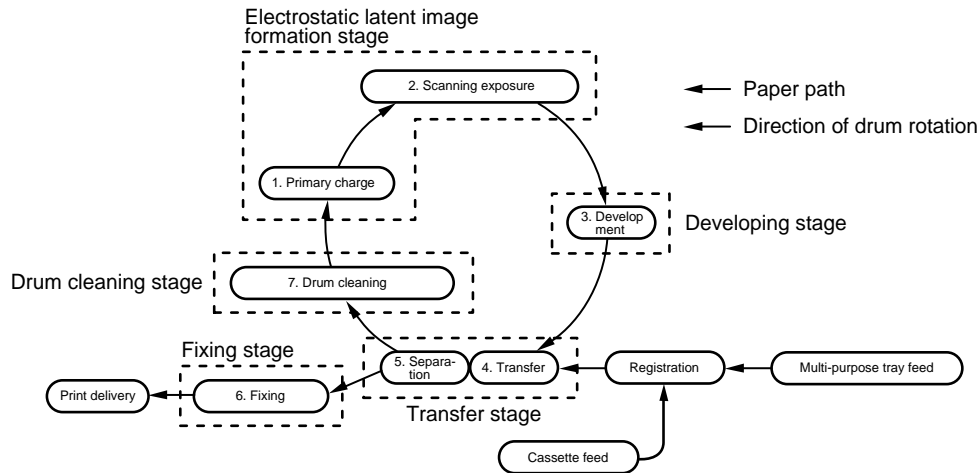 Electrostatic latent image
formation stage
2. Scanning exposure
Paper path
Direction of drum rotation
1. Primary charge
3. Develop
ment
Developing stage
7. Drum cleaning
Drum cleaning stage
Fixing stage
5. Separa-
tion
4. Transfer
Registration
Multi-purpose tray feed
Print delivery
6. Fixing
Transfer stage
Cassette feed